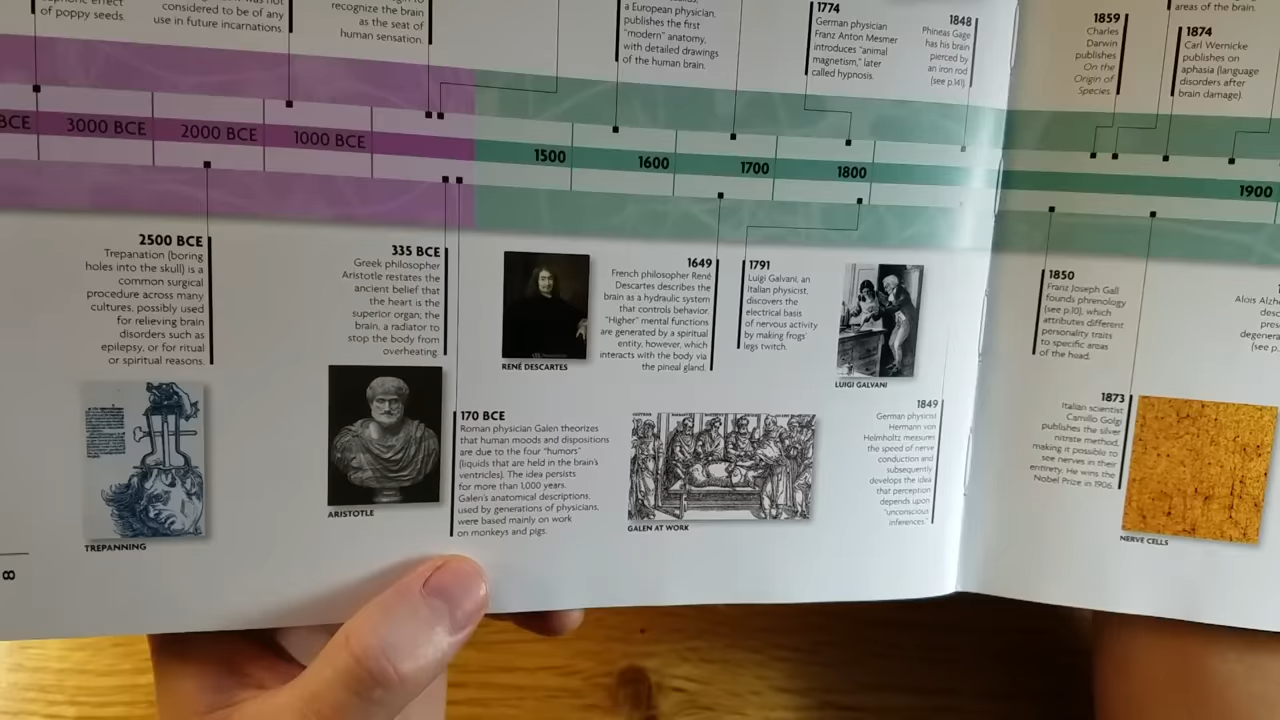 effect
of poppy seeds.
considered to be of any
use in future incarnations.
recognize the brain
as the seat of
human sensation.
a European physician,
publishes the first
"modern" anatomy,
with detailed drawings
of the human brain.
1774
German physician
Franz Anton Mesmer
introduces "animal
magnetism," later
called hypnosis.
1848
Phineas Gage
has his brain
pierced by
an iron rod
(see p.141)
1859
Charles
Darwin
publishes
On the
Origin of
Species.
areas of the brain.
1874
Carl Wernicke
publishes on
aphasia (language
disorders after
brain damage).
BCE
3000 BCE
2000 BCE
1000 BCE
1500
1600
1700
1800
1900
2500 BCE
Trepanation (boring
holes into the skull) is a
common surgical
procedure across many
cultures, possibly used
for relieving brain
disorders such as
epilepsy, or for ritual
or spiritual reasons.
TREPANNING
335 BCE
Greek philosopher
Aristotle restates the
ancient belief that
the heart is the
superior organ; the
brain, a radiator to
stop the body from
overheating
ARISTOTLE
170 BCE
Roman physician Galen theorizes
that human moods and dispositions
are due to the four "humors"
(liquids that are held in the brain's
ventricles). The idea persists
for more than 1,000 years.
Galen's anatomical descriptions,
used by generations of physicians,
were based mainly on work
on monkeys and pigs.
RENÉ DESCARTES
1649
French philosopher René
Descartes describes the
brain as a hydraulic system
that controls behavior.
"Higher" mental functions
are generated by a spiritual
entity, however, which
interacts with the body via
the pineal gland.
GALEN AT WORK
1791
Luigi Galvani, an
Italian physicist,
discovers the
electrical basis
of nervous activity
by making frogs'
legs twitch.
LUIGI GALVANI
1849
German physicist
Hermann von
Helmholtz measures
the speed of nerve
conduction and
subsequently
develops the idea
that perception
depends upon
"unconscious
inferences."
1850
Franz Joseph Gall
founds phrenology
(see p.10), which
attributes different
personality traits
to specific areas
of the head.
1873
Italian scientist
Camillo Golgi
publishes the silver
nitrate method,
making it possible to
see nerves in their
entirety. He wins the
Nobel Prize in 1906.
NERVE CELLS
Alois
(see p.
8